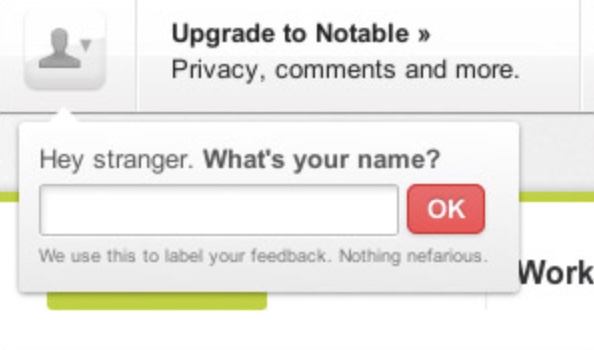 Upgrade to Notable »
Privacy, comments and more.
Hey stranger. What's your name?
OK
We use this to label your feedback. Nothing nefarious.
Work